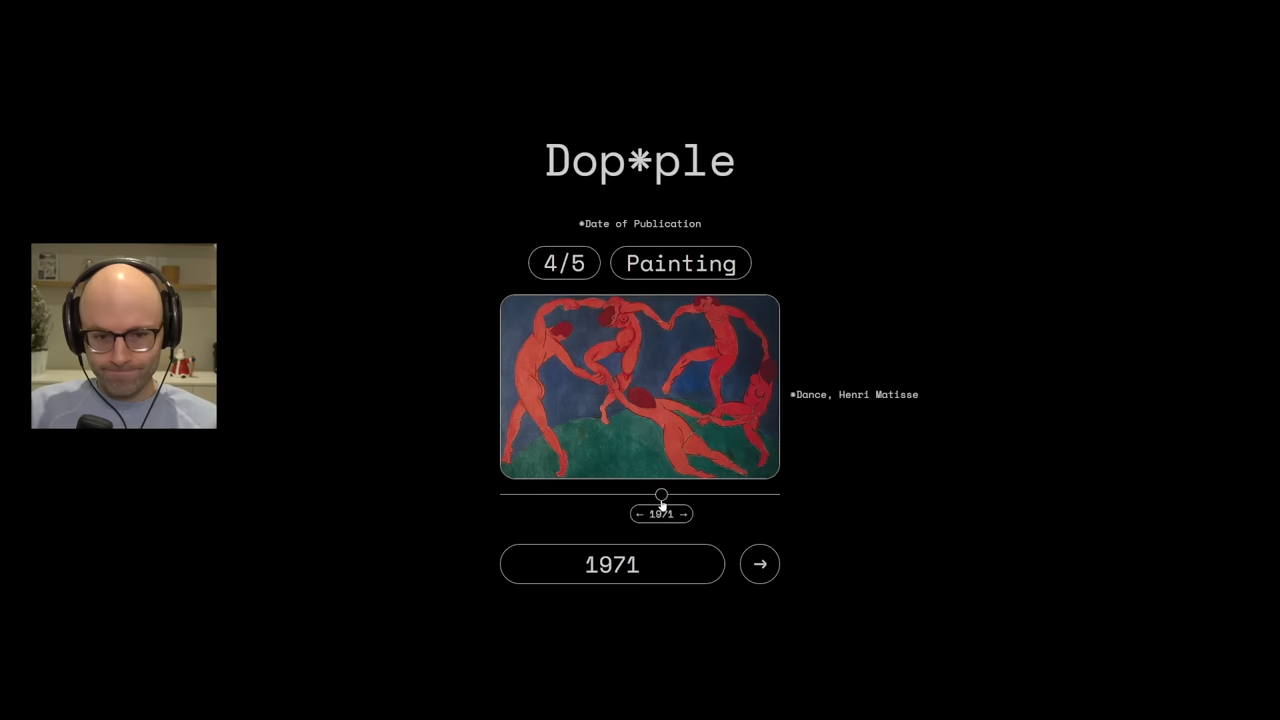 Dop*ple
*Date of Publication
4/5 Painting
*Dance, Henri Matisse
← 1971 →
1971 →